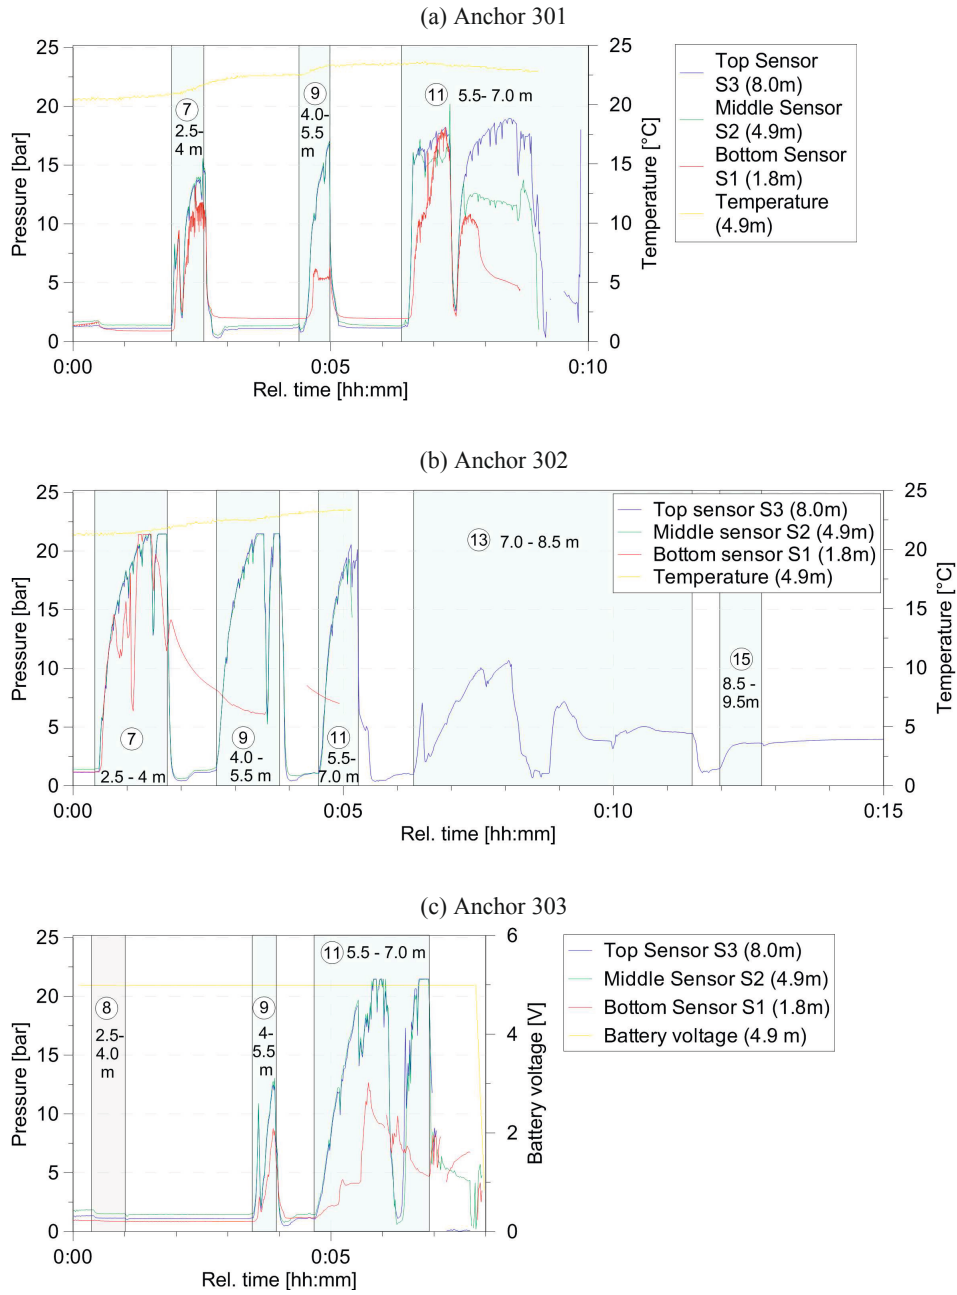 (a) Anchor 301
25
20
15
10
5
0
Pressure [bar]
7
2.5-
4 m
9
4.0-
5.5
m
11 5.5- 7.0 m
25
20
15
10
5
0
Temperature [°C]
0:00
0:05
0:10
Rel. time [hh:mm]
Top Sensor
S3 (8.0m)
Middle Sensor
S2 (4.9m)
Bottom Sensor
S1 (1.8m)
Temperature
(4.9m)
(b) Anchor 302
25
20
15
10
5
0
Pressure [bar]
7
2.5 - 4 m
9
4.0 -
5.5 m
11
5.5-
7.0 m
13 7.0 - 8.5 m
15
8.5 -
9.5m
Top sensor S3 (8.0m)
Middle sensor S2 (4.9m)
Bottom sensor S1 (1.8m)
Temperature (4.9m)
25
20
15
10
5
0
Temperature [°C]
0:00
0:05
0:10
0:15
Rel. time [hh:mm]
(c) Anchor 303
25
20
15
10
5
0
Pressure [bar]
8
2.5-
4.0
m
9
4-
5.5
m
11 5.5 - 7.0 m
6
4
2
0
Battery voltage [V]
0:00
0:05
Rel. time [hh:mm]
Top Sensor S3 (8.0m)
Middle Sensor S2 (4.9m)
Bottom Sensor S1 (1.8m)
Battery voltage (4.9 m)